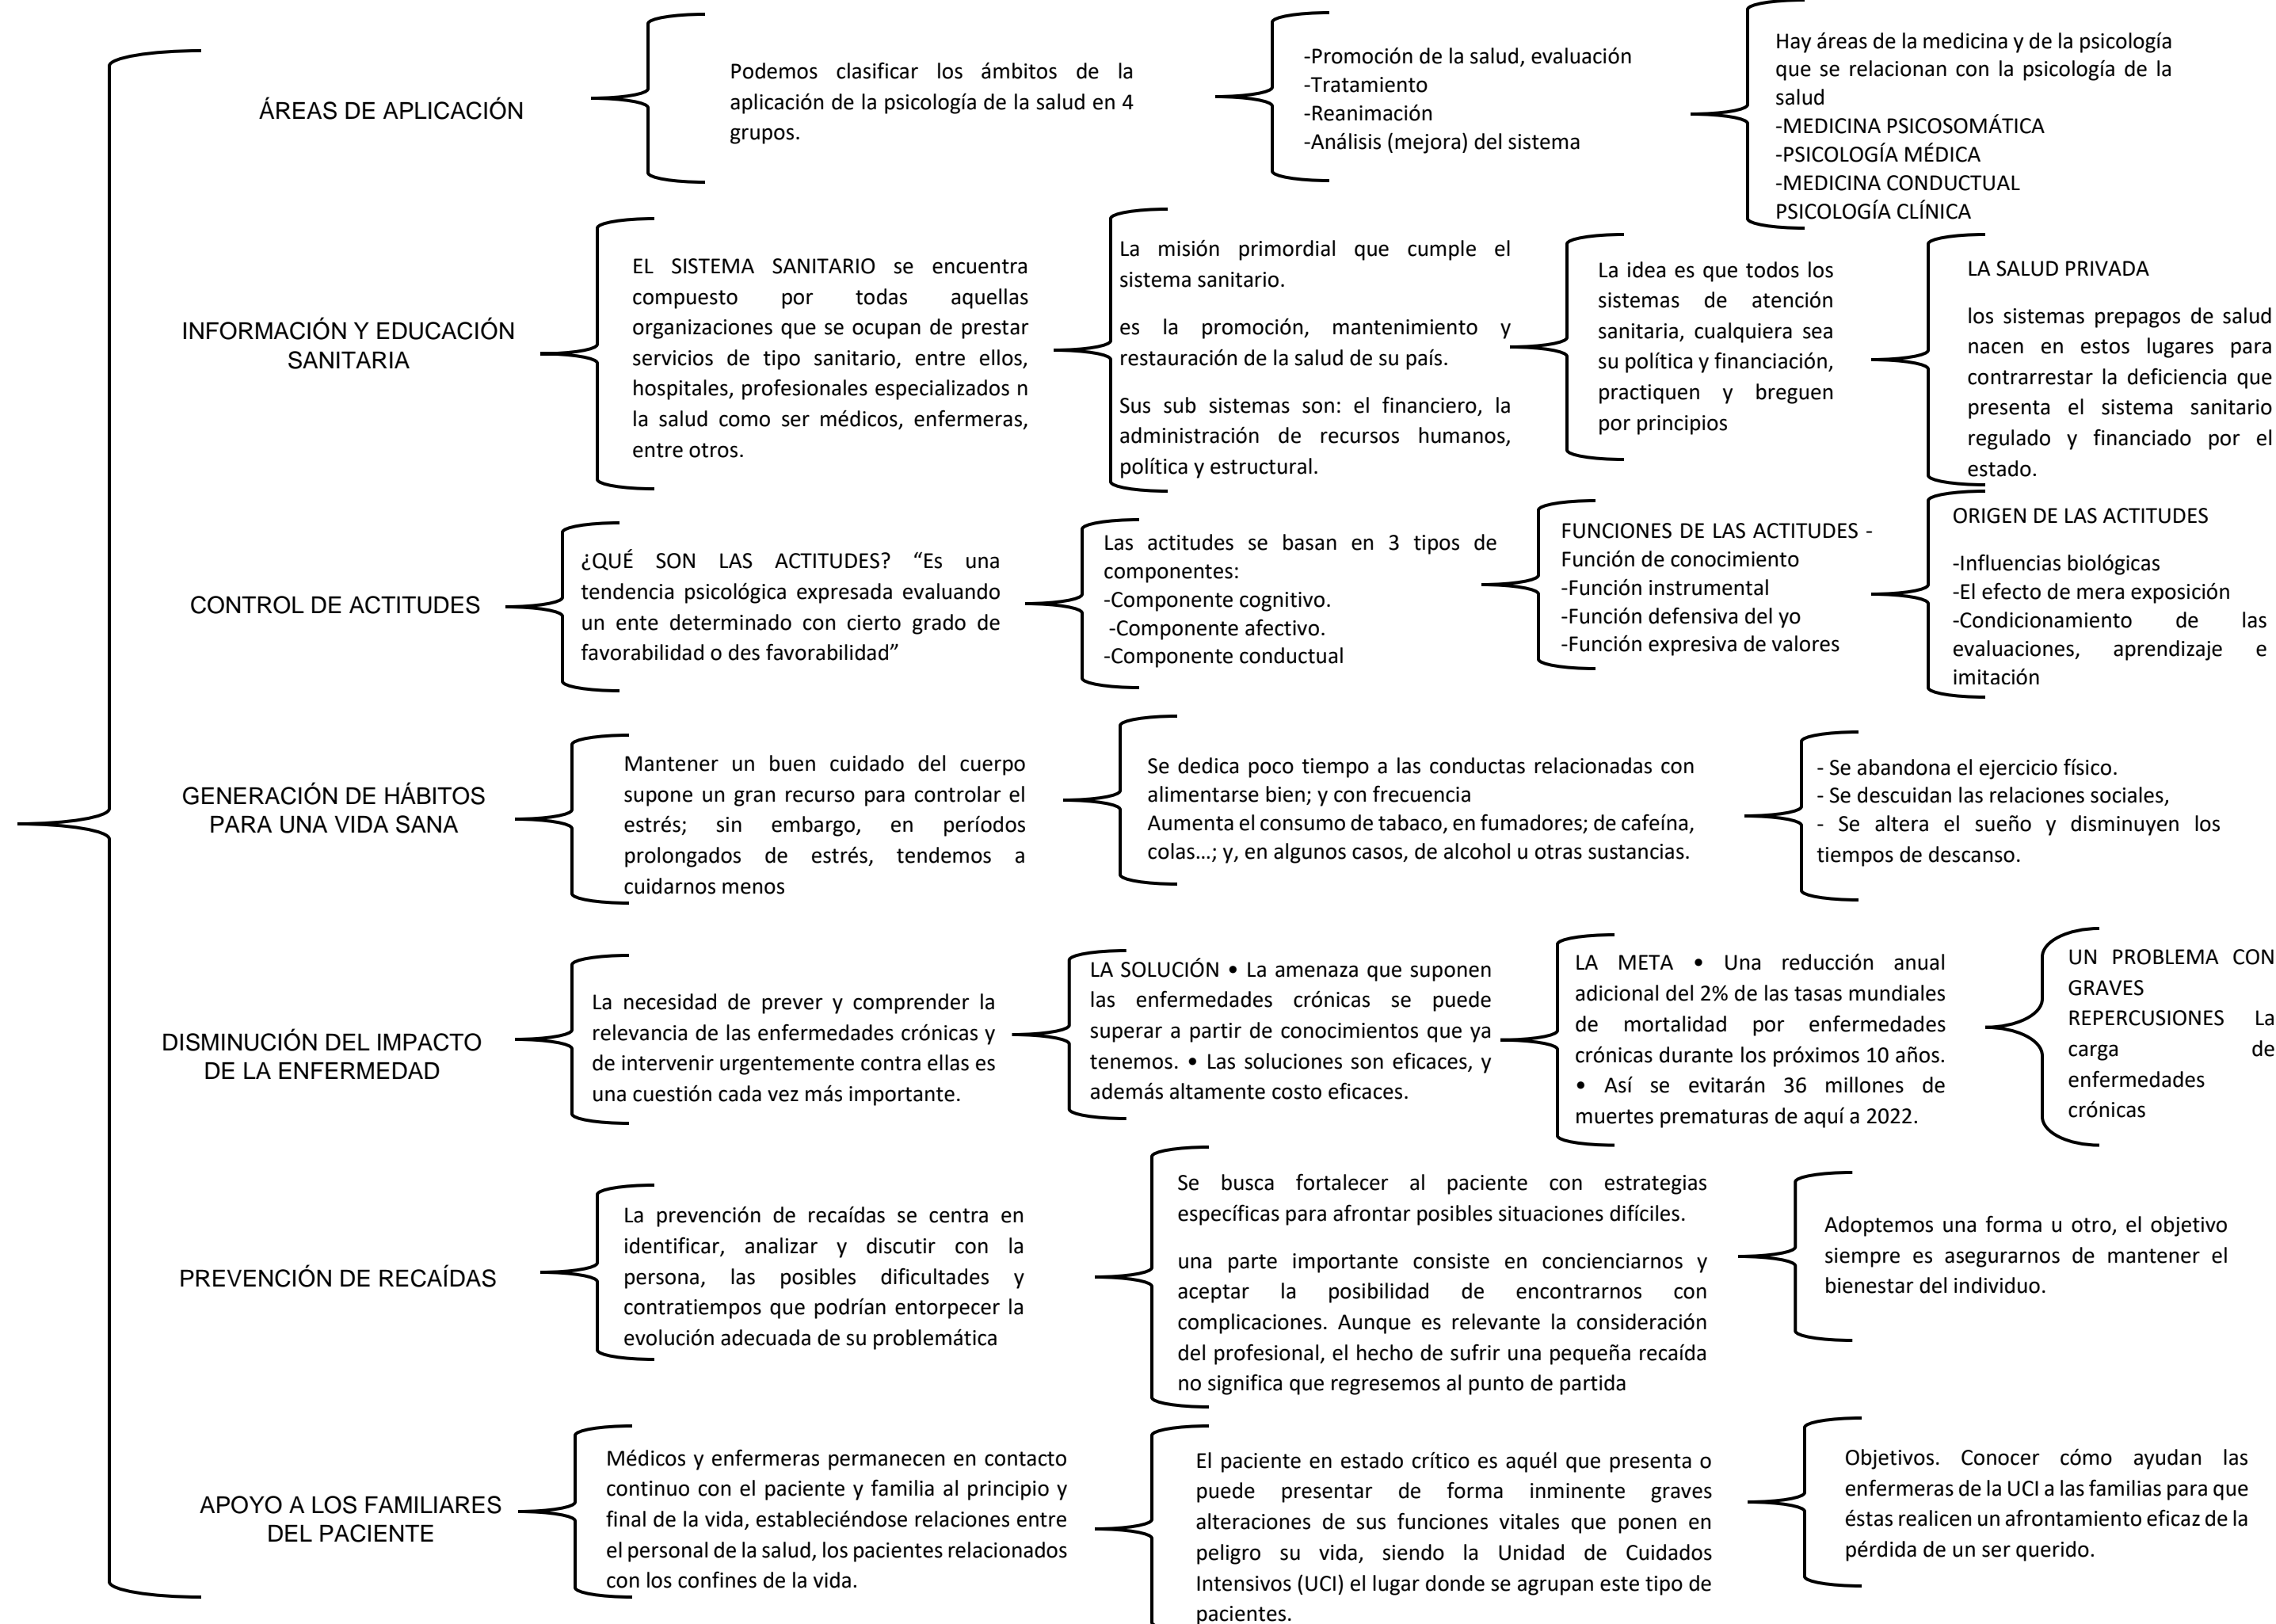 ÁREAS DE APLICACIÓN
Podemos clasificar los ámbitos de la
aplicación de la psicología de la salud en 4
grupos.
-Promoción de la salud, evaluación
-Tratamiento
-Reanimación
-Análisis (mejora) del sistema
Hay áreas de la medicina y de la psicología
que se relacionan con la psicología de la
salud
-MEDICINA PSICOSOMÁTICA
-PSICOLOGÍA MÉDICA
-MEDICINA CONDUCTUAL
PSICOLOGÍA CLÍNICA
INFORMACIÓN Y EDUCACIÓN
SANITARIA
EL SISTEMA SANITARIO se encuentra
compuesto por todas aquellas
organizaciones que se ocupan de prestar
servicios de tipo sanitario, entre ellos,
hospitales, profesionales especializados n
la salud como ser médicos, enfermeras,
entre otros.
La misión primordial que cumple el
sistema sanitario.
es la promoción, mantenimiento y
restauración de la salud de su país.
Sus sub sistemas son: el financiero, la
administración de recursos humanos,
política y estructural.
La idea es que todos los
sistemas de atención
sanitaria, cualquiera sea
su política y financiación,
practiquen y breguen
por principios
LA SALUD PRIVADA
los sistemas prepagos de salud
nacen en estos lugares para
contrarrestar la deficiencia que
presenta el sistema sanitario
regulado y financiado por el
estado.
CONTROL DE ACTITUDES
¿QUÉ SON LAS ACTITUDES? “Es una
tendencia psicológica expresada evaluando
un ente determinado con cierto grado de
favorabilidad o des favorabilidad”
Las actitudes se basan en 3 tipos de
componentes:
-Componente cognitivo.
-Componente afectivo.
-Componente conductual
FUNCIONES DE LAS ACTITUDES -
Función de conocimiento
-Función instrumental
-Función defensiva del yo
-Función expresiva de valores
ORIGEN DE LAS ACTITUDES
-Influencias biológicas
-El efecto de mera exposición
-Condicionamiento de las
evaluaciones, aprendizaje e
imitación
GENERACIÓN DE HÁBITOS
PARA UNA VIDA SANA
Mantener un buen cuidado del cuerpo
supone un gran recurso para controlar el
estrés; sin embargo, en períodos
prolongados de estrés, tendemos a
cuidarnos menos
Se dedica poco tiempo a las conductas relacionadas con
alimentarse bien; y con frecuencia
Aumenta el consumo de tabaco, en fumadores; de cafeína,
colas…; y, en algunos casos, de alcohol u otras sustancias.
- Se abandona el ejercicio físico.
- Se descuidan las relaciones sociales,
- Se altera el sueño y disminuyen los
tiempos de descanso.
DISMINUCIÓN DEL IMPACTO
DE LA ENFERMEDAD
La necesidad de prever y comprender la
relevancia de las enfermedades crónicas y
de intervenir urgentemente contra ellas es
una cuestión cada vez más importante.
LA SOLUCIÓN • La amenaza que suponen
las enfermedades crónicas se puede
superar a partir de conocimientos que ya
tenemos. • Las soluciones son eficaces, y
además altamente costo eficaces.
LA META • Una reducción anual
adicional del 2% de las tasas mundiales
de mortalidad por enfermedades
crónicas durante los próximos 10 años.
• Así se evitarán 36 millones de
muertes prematuras de aquí a 2022.
UN PROBLEMA CON
GRAVES
REPERCUSIONES La
carga de
enfermedades
crónicas
PREVENCIÓN DE RECAÍDAS
La prevención de recaídas se centra en
identificar, analizar y discutir con la
persona, las posibles dificultades y
contratiempos que podrían entorpecer la
evolución adecuada de su problemática
Se busca fortalecer al paciente con estrategias
específicas para afrontar posibles situaciones difíciles.
una parte importante consiste en concienciarnos y
aceptar la posibilidad de encontrarnos con
complicaciones. Aunque es relevante la consideración
del profesional, el hecho de sufrir una pequeña recaída
no significa que regresemos al punto de partida
Adoptemos una forma u otro, el objetivo
siempre es asegurarnos de mantener el
bienestar del individuo.
APOYO A LOS FAMILIARES
DEL PACIENTE
Médicos y enfermeras permanecen en contacto
continuo con el paciente y familia al principio y
final de la vida, estableciéndose relaciones entre
el personal de la salud, los pacientes relacionados
con los confines de la vida.
El paciente en estado crítico es aquél que presenta o
puede presentar de forma inminente graves
alteraciones de sus funciones vitales que ponen en
peligro su vida, siendo la Unidad de Cuidados
Intensivos (UCI) el lugar donde se agrupan este tipo de
pacientes.
Objetivos. Conocer cómo ayudan las
enfermeras de la UCI a las familias para que
éstas realicen un afrontamiento eficaz de la
pérdida de un ser querido.